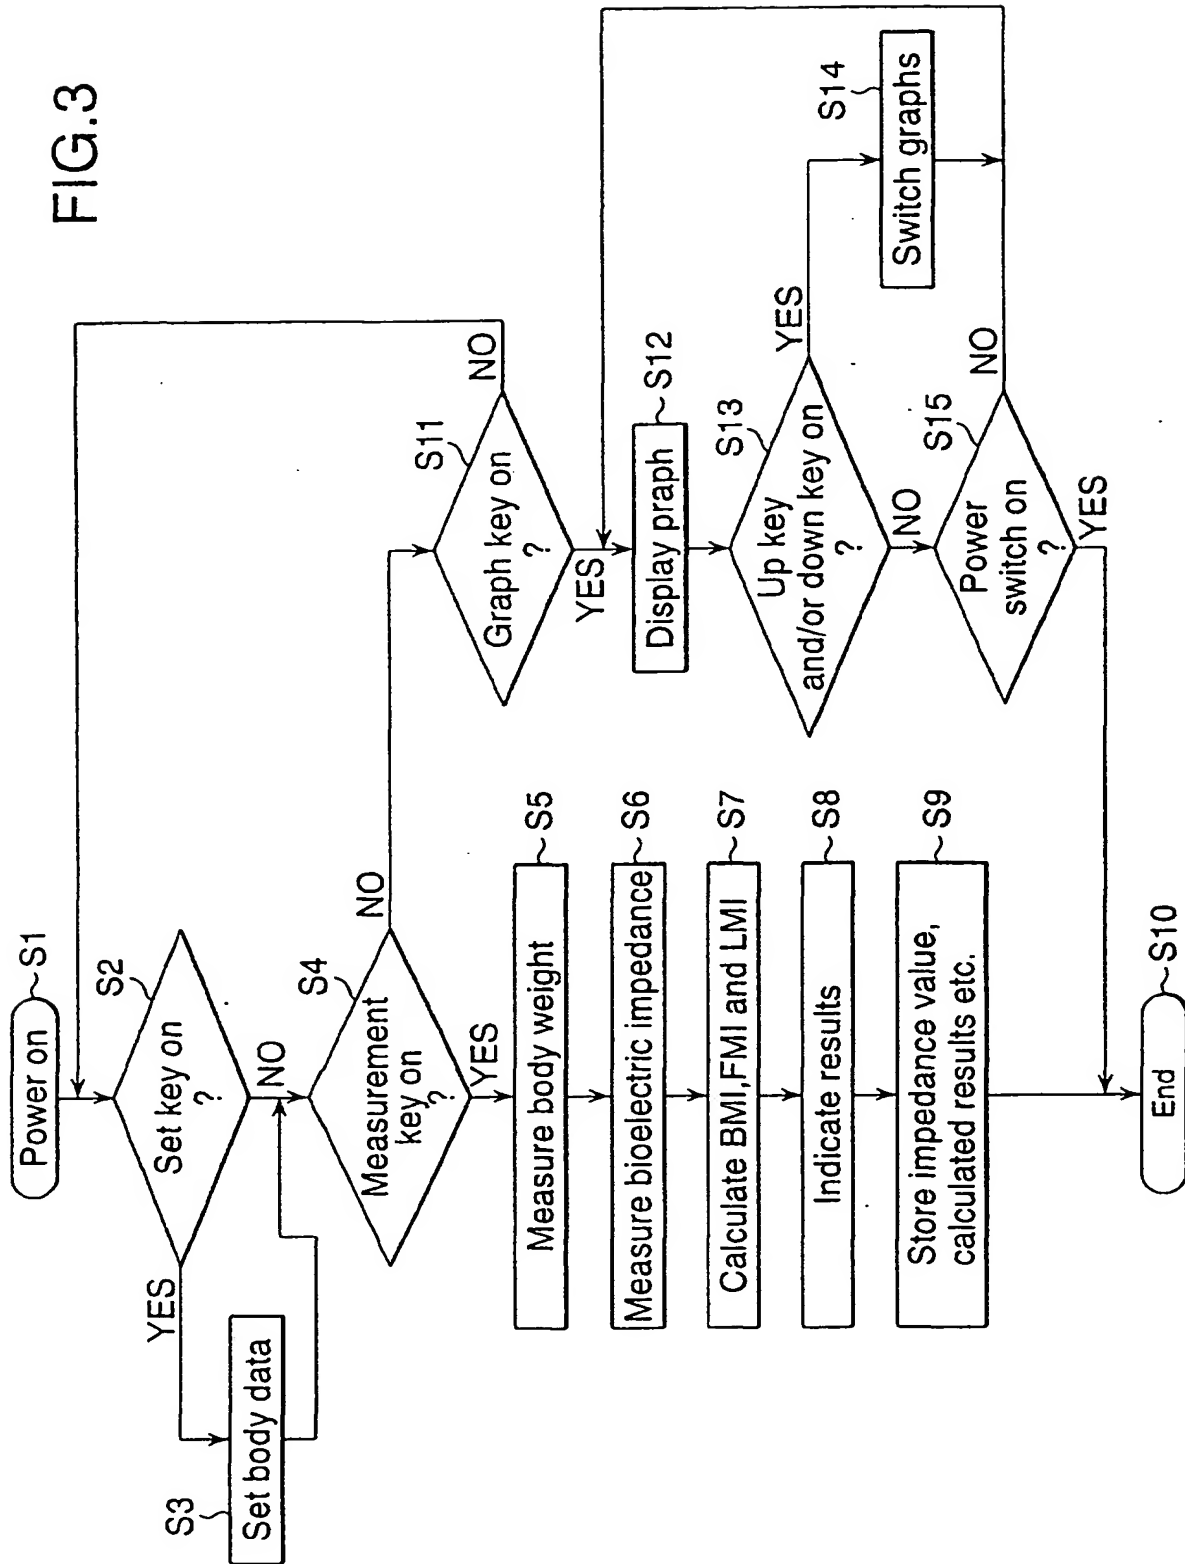 FIG.3
Power on
S1
Set key on
?
S2
YES
NO
S3
Set body data
Measurement
key on
?
S4
NO
YES
Measure body weight
S5
Measure bioelectric impedance
S6
Calculate BMI,FMI and LMI
S7
Indicate results
S8
Store impedance value,
calculated results etc.
S9
End
S10
Graph key on
?
S11
NO
YES
Display praph
S12
Up key
and/or down key on
?
S13
YES
NO
Switch graphs
S14
Power
switch on
?
S15
NO
YES